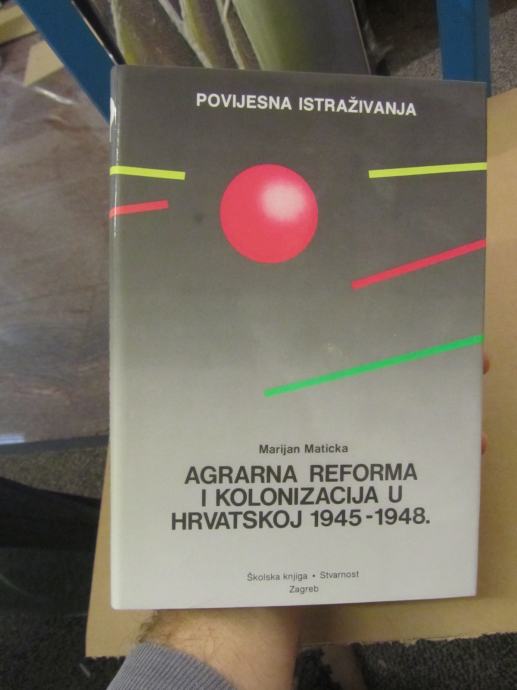 POVIJESNA ISTRAŽIVANJA
Marijan Maticka
AGRARNA REFORMA
I KOLONIZACIJA U
HRVATSKOJ 1945-1948.
Školska knjiga • Stvarnost
Zagreb